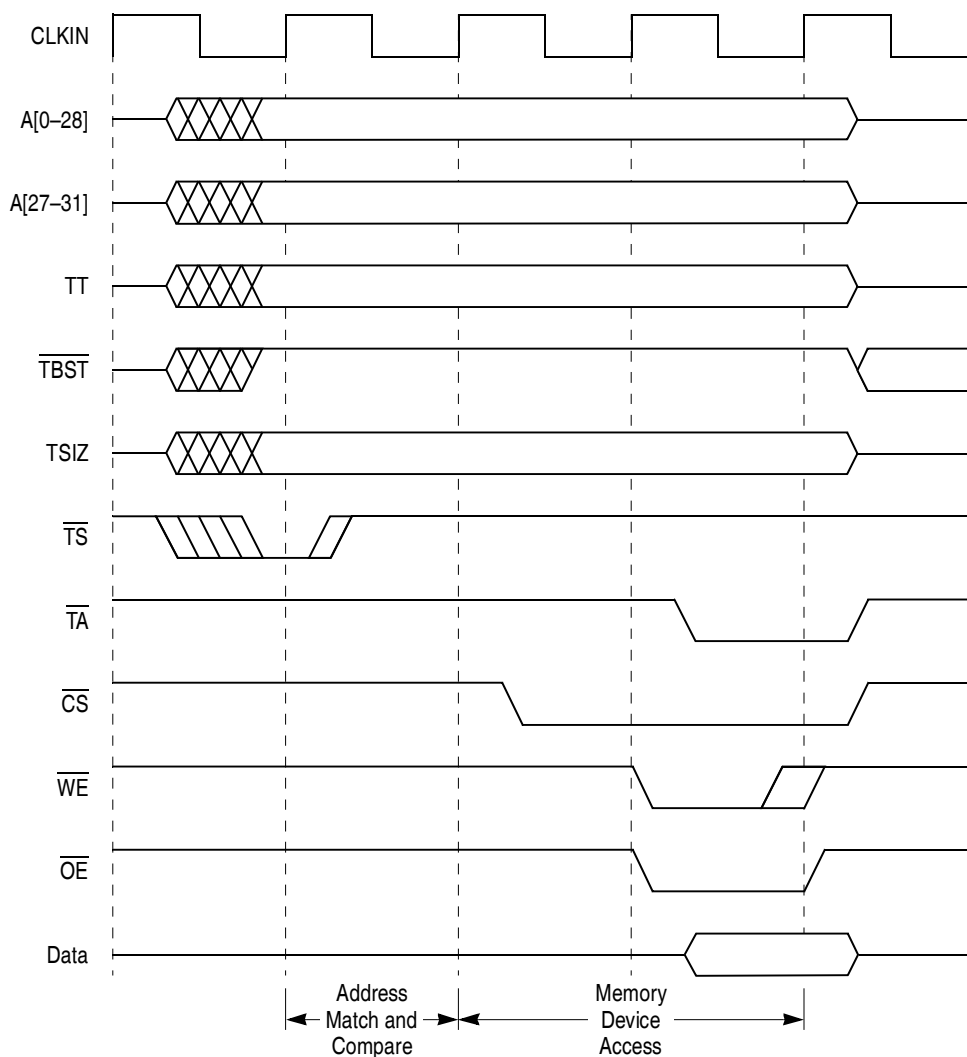 CLKIN
A[0–28]
A[27–31]
TT
TBST
TSIZ
TS
TA
CS
WE
OE
Data
Address
Match and
Compare
Memory
Device
Access